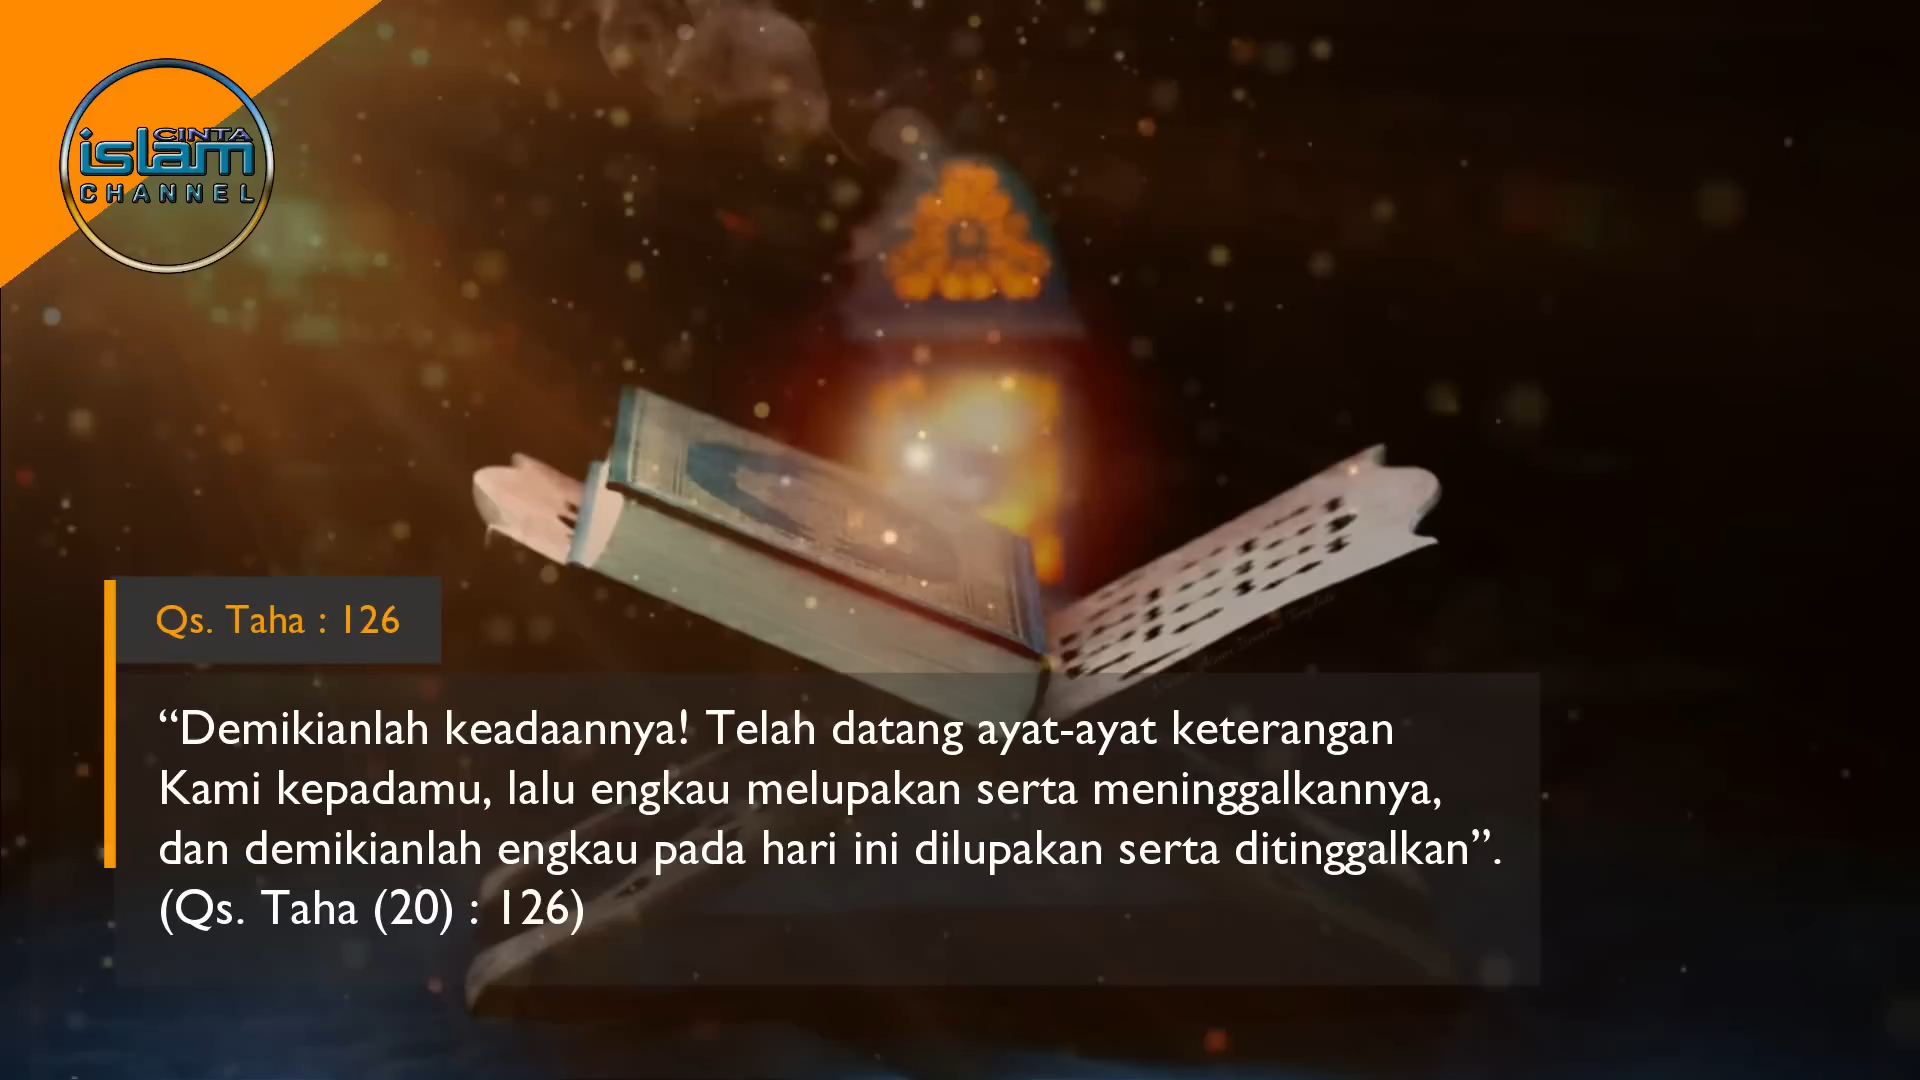 CINTA
islam
CHANNEL
Qs. Taha : 126
“Demikianlah keadaannya! Telah datang ayat-ayat keterangan
Kami kepadamu, lalu engkau melupakan serta meninggalkannya,
dan demikianlah engkau pada hari ini dilupakan serta ditinggalkan”.
(Qs. Taha (20) : 126)